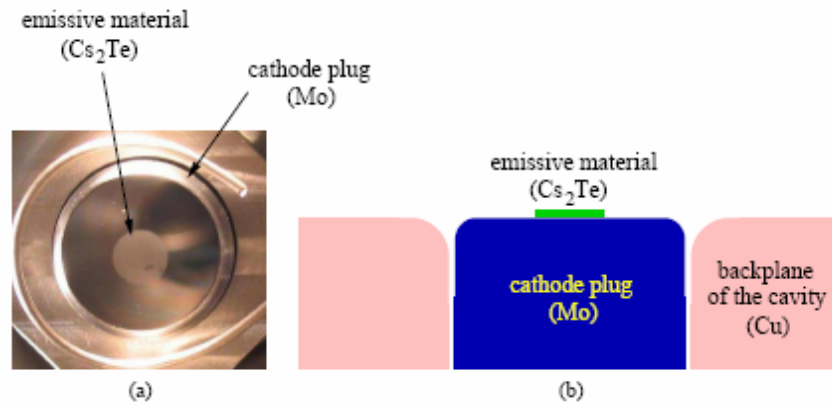 emissive material
(Cs2Te)
cathode plug
(Mo)
emissive material
(Cs2Te)
cathode plug
(Mo)
backplane
of the cavity
(Cu)
(a)
(b)